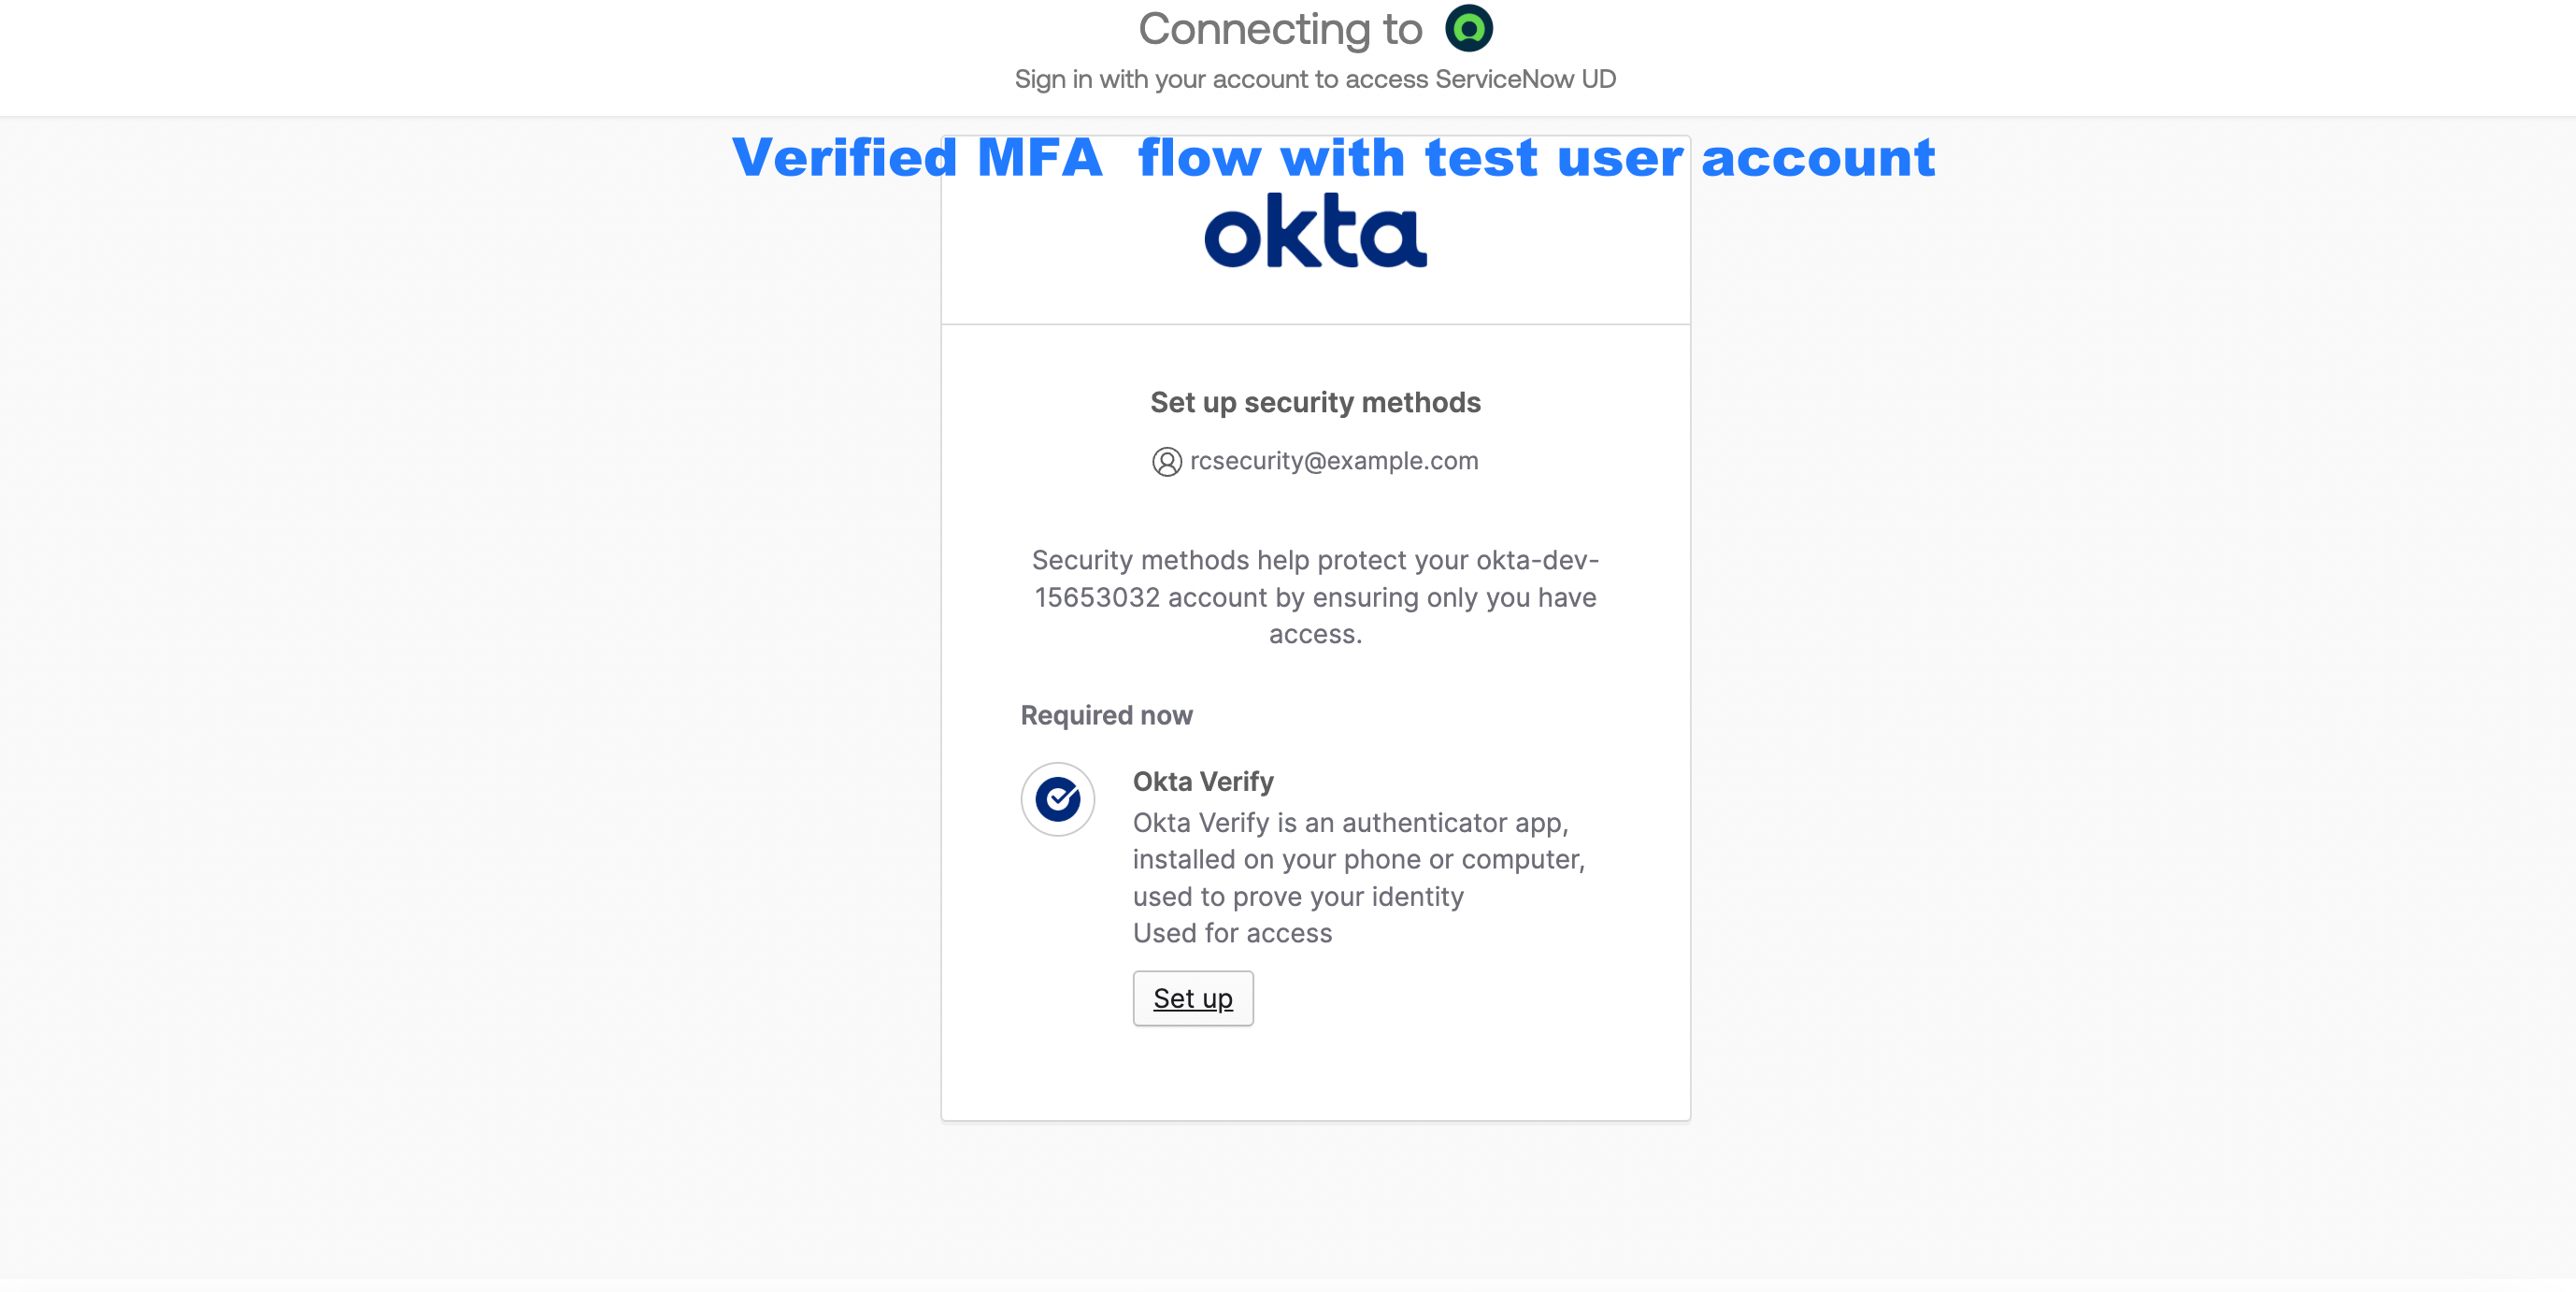 Connecting to
Sign in with your account to access ServiceNow UD
Verified MFA  flow with test user account
okta
Set up security methods
rcsecurity@example.com
Security methods help protect your okta-dev-
15653032 account by ensuring only you have
access.
Required now
Okta Verify
Okta Verify is an authenticator app,
installed on your phone or computer,
used to prove your identity
Used for access
Set up